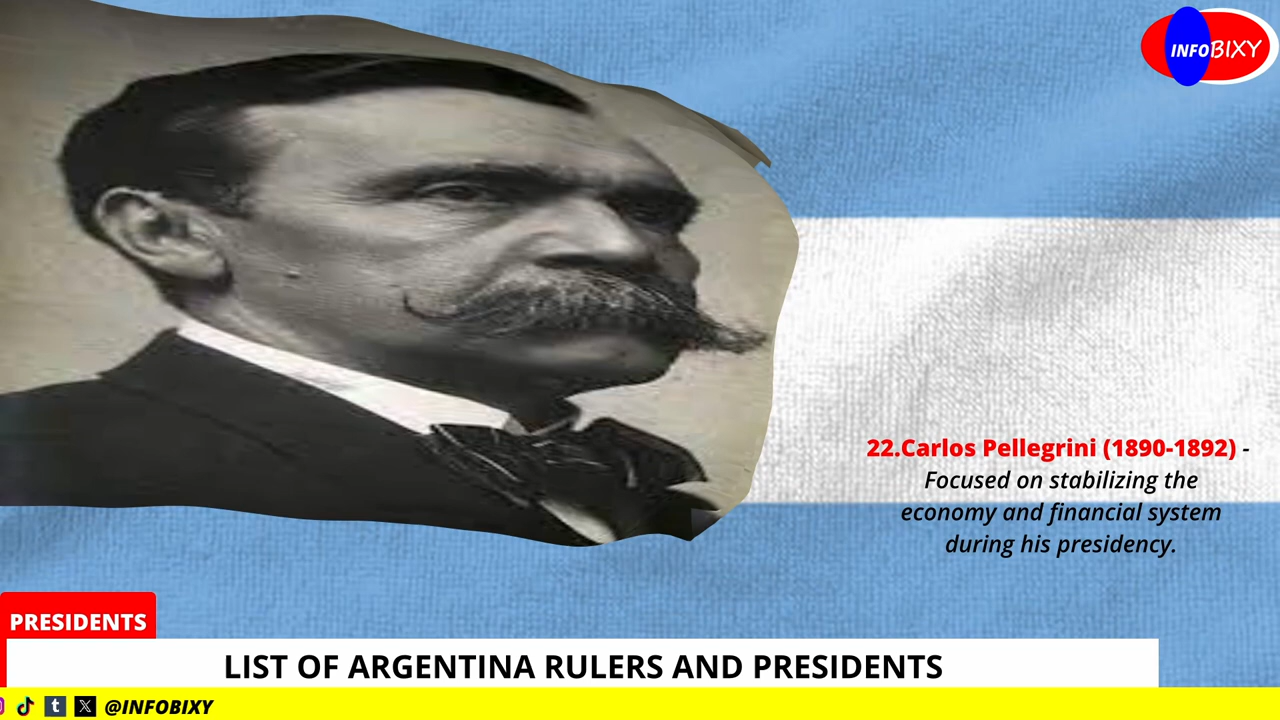 INFOBIXY
22.Carlos Pellegrini (1890-1892) -
Focused on stabilizing the
economy and financial system
during his presidency.
PRESIDENTS
LIST OF ARGENTINA RULERS AND PRESIDENTS
@INFOBIXY